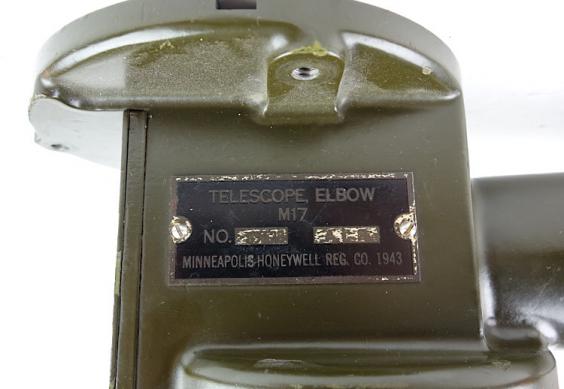 TELESCOPE, ELBOW
M17
NO.
MINNEAPOLIS-HONEYWELL REG. CO. 1943